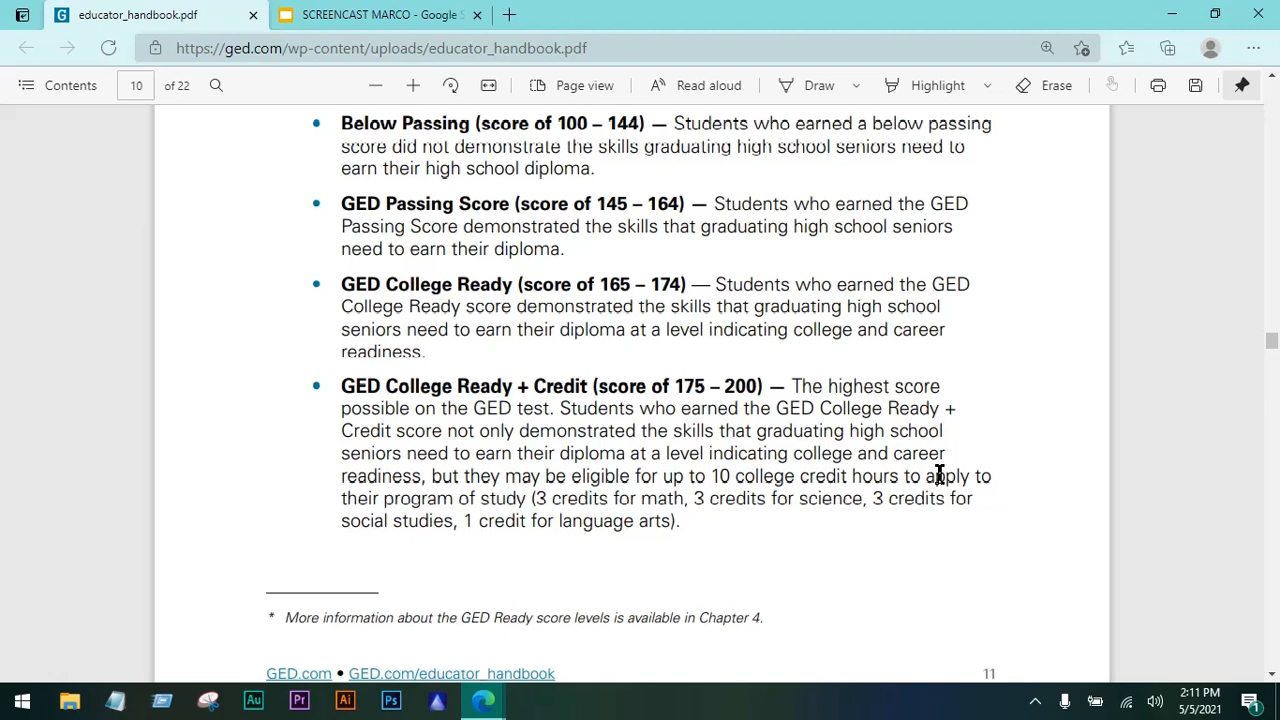 educator_handbook.pdf
SCREENCAST MARCO - Google S
https://ged.com/wp-content/uploads/educator_handbook.pdf
Contents
10
of 22
Page view
Read aloud
Draw
Highlight
Erase
• Below Passing (score of 100 – 144) — Students who earned a below passing
score did not demonstrate the skills graduating high school seniors need to
earn their high school diploma.
• GED Passing Score (score of 145 – 164) — Students who earned the GED
Passing Score demonstrated the skills that graduating high school seniors
need to earn their diploma.
• GED College Ready (score of 165 – 174) — Students who earned the GED
College Ready score demonstrated the skills that graduating high school
seniors need to earn their diploma at a level indicating college and career
readiness.
• GED College Ready + Credit (score of 175 – 200) — The highest score
possible on the GED test. Students who earned the GED College Ready +
Credit score not only demonstrated the skills that graduating high school
seniors need to earn their diploma at a level indicating college and career
readiness, but they may be eligible for up to 10 college credit hours to apply to
their program of study (3 credits for math, 3 credits for science, 3 credits for
social studies, 1 credit for language arts).
* More information about the GED Ready score levels is available in Chapter 4.
GED.com • GED.com/educator_handbook
11
Au
Pr
Ai
Ps
2:11 PM
5/5/2021
1